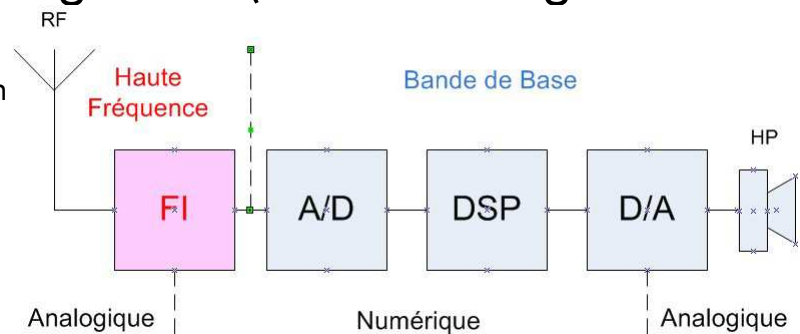 RF
Haute
Fréquence
Bande de Base
HP
FI
A/D
DSP
D/A
Analogique
Numérique
Analogique